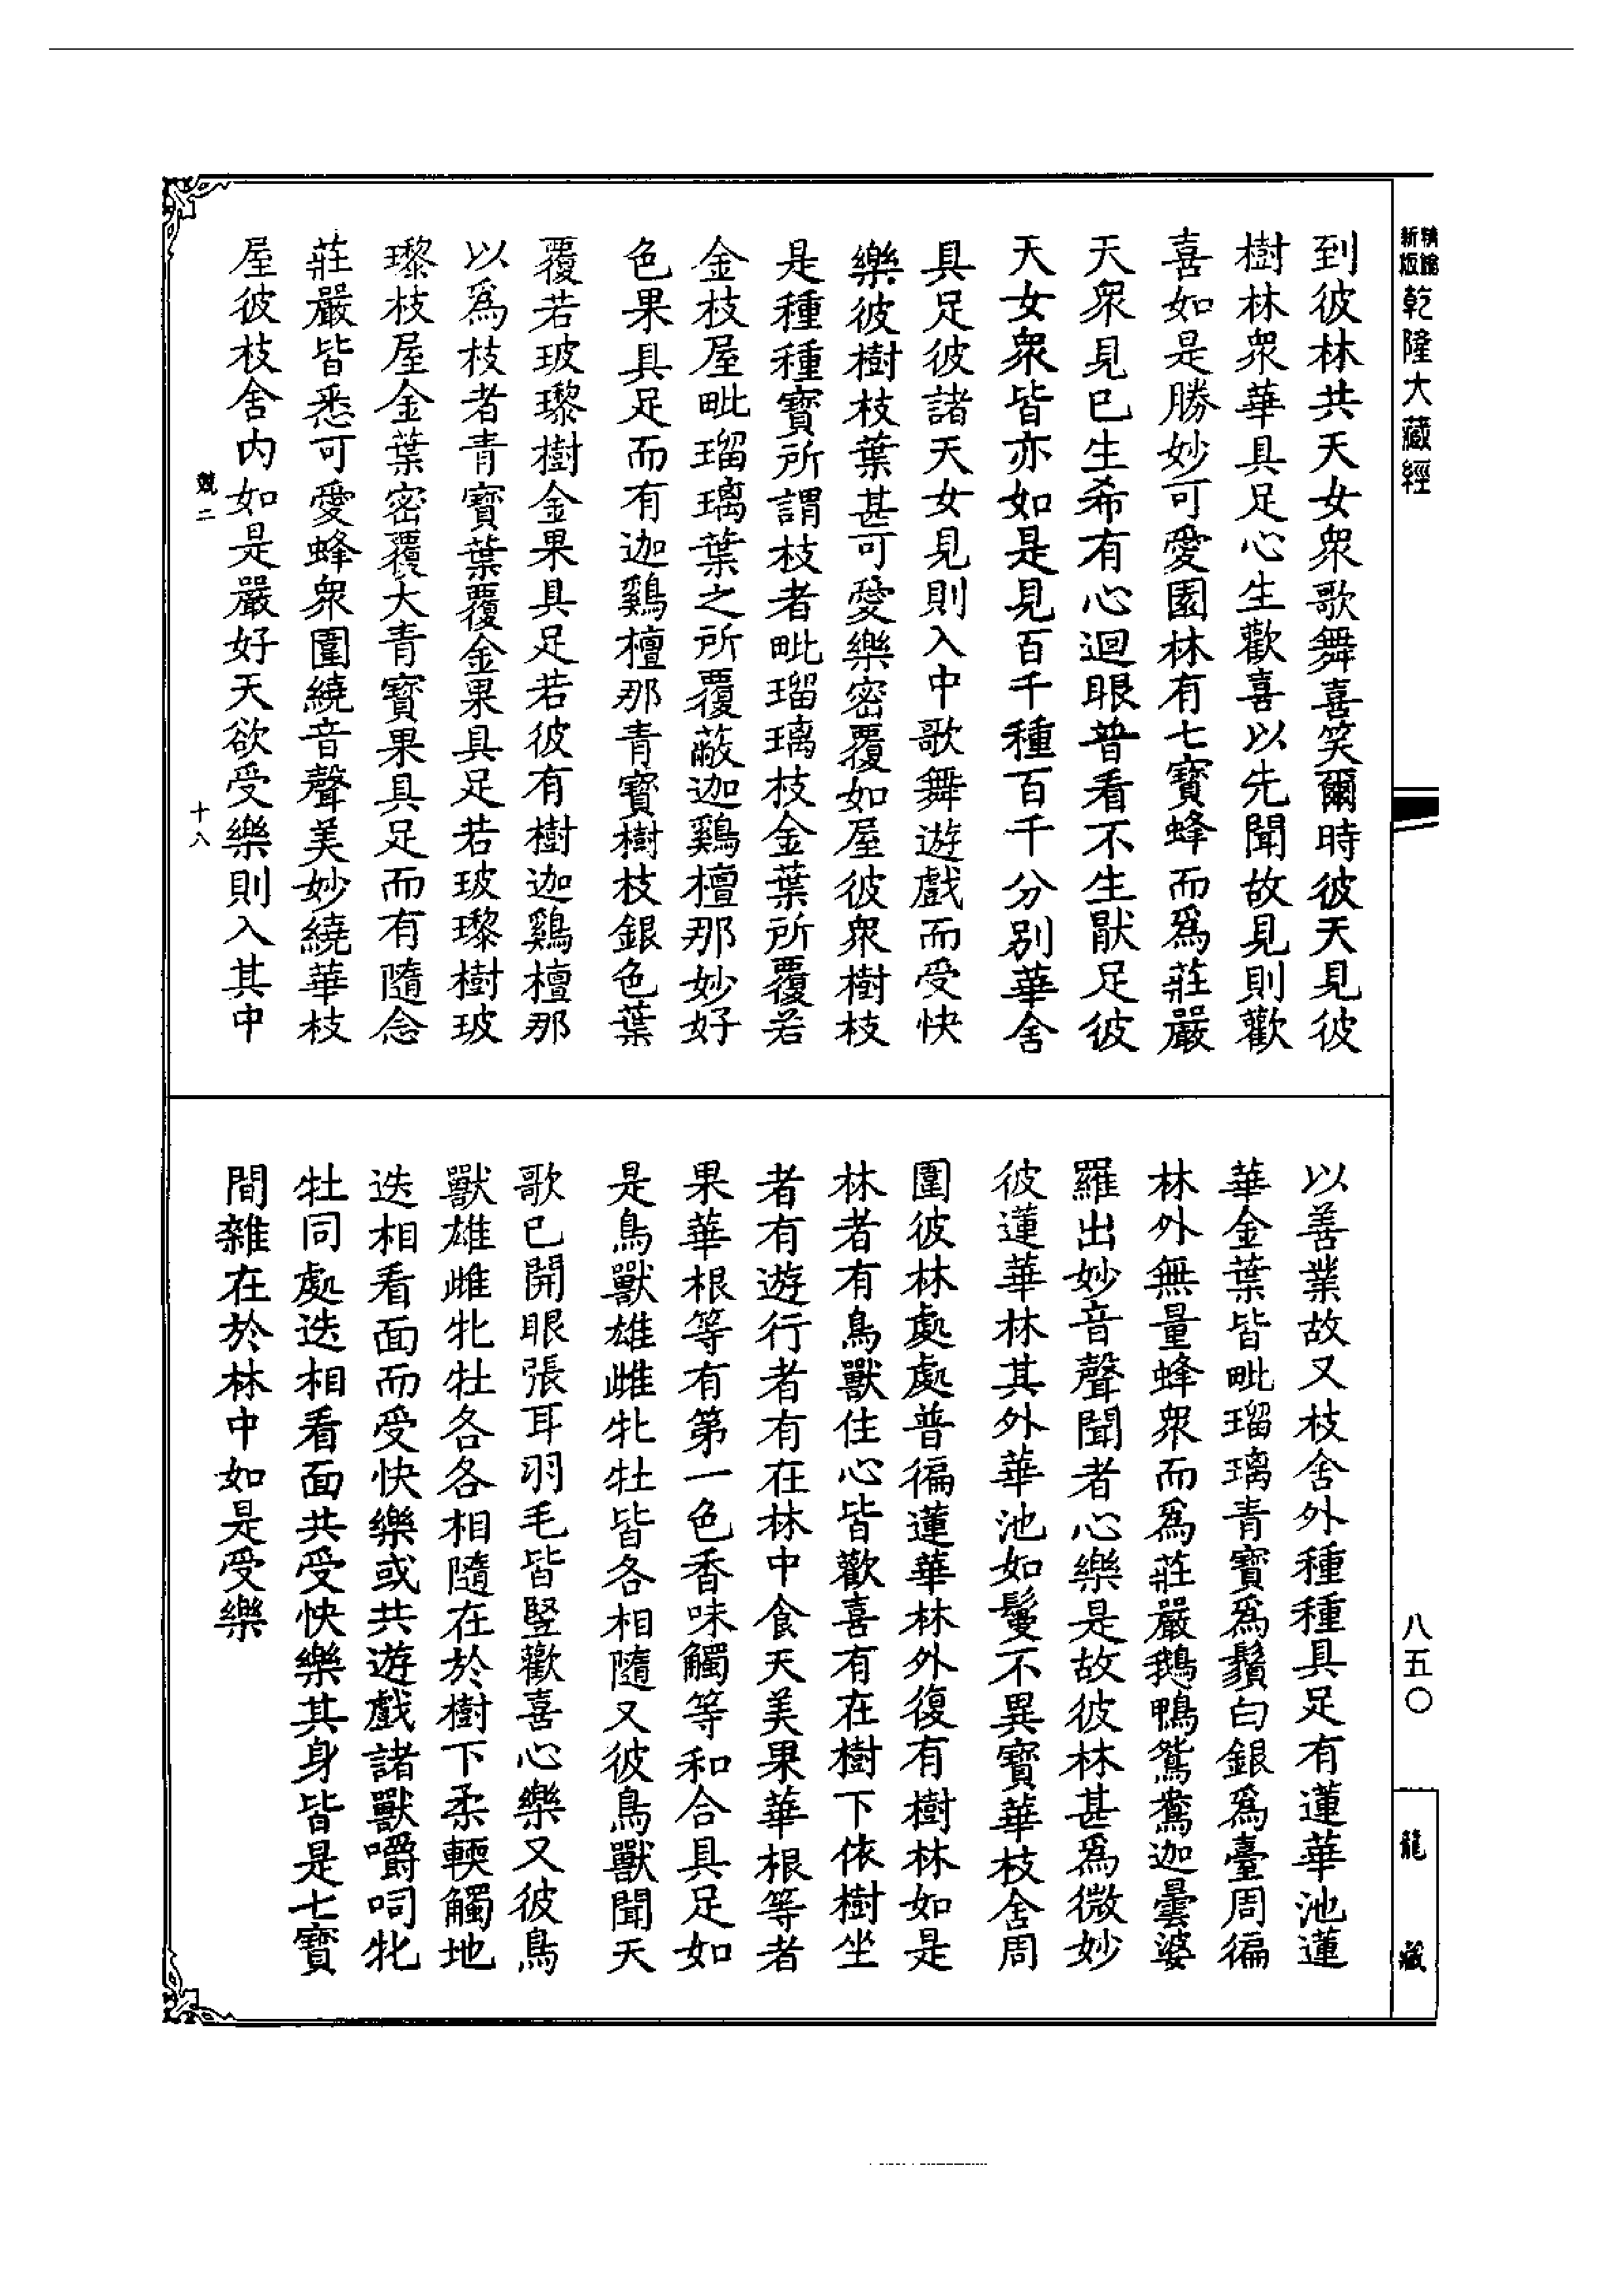 新版精縮乾隆大藏經
八五〇
龍藏
到彼林共天女衆歌舞喜笑爾時彼天見彼
樹林衆華具足心生歡喜以先聞故見則歡
喜如是勝妙可愛園林有七寶蜂而爲莊嚴
天衆見已生希有心迴眼普看不生猒足彼
天女衆皆亦如是見百千種百千分別華舍
具足彼諸天女見則入中歌舞遊戲而受快
樂彼樹枝葉甚可愛樂密覆如屋彼衆樹枝
是種種寶所謂枝者毗瑠璃枝金葉所覆若
金枝屋毗瑠璃葉之所覆蔽迦鷄檀那妙好
色果具足而有迦鷄檀那青寶樹枝銀色葉
覆若玻瓈樹金果具足若彼有樹迦鷄檀那
以爲枝者青寶葉覆金果具足若玻瓈樹玻
瓈枝屋金葉密覆大青寶果具足而有隨念
莊嚴皆悉可愛蜂衆圍繞音聲美妙繞華枝
屋彼枝舍内如是嚴好天欲受樂則入其中
兢二
十八
以善業故又枝舍外種種具足有蓮華池蓮
華金葉皆毗瑠璃青寶爲鬚白銀爲臺周徧
林外無量蜂衆而爲莊嚴鵝鴨鴛鴦迦曇婆
羅出妙音聲聞者心樂是故彼林甚爲微妙
彼蓮華林其外華池如鬘不異寶華枝舍周
圍彼林處處普徧蓮華林外復有樹林如是
林者有鳥獸住心皆歡喜有在樹下依樹坐
者有遊行者有在林中食天美果華根等者
果華根等有第一色香味觸等和合具足如
是鳥獸雄雌牝牡皆各相隨又彼鳥獸聞天
歌已開眼張耳羽毛皆豎歡喜心樂又彼鳥
獸雄雌牝牡各各相隨在於樹下柔輭觸地
迭相看面而受快樂或共遊戲諸獸嚼呞牝
牡同處迭相看面共受快樂其身皆是七寶
間雜在於林中如是受樂